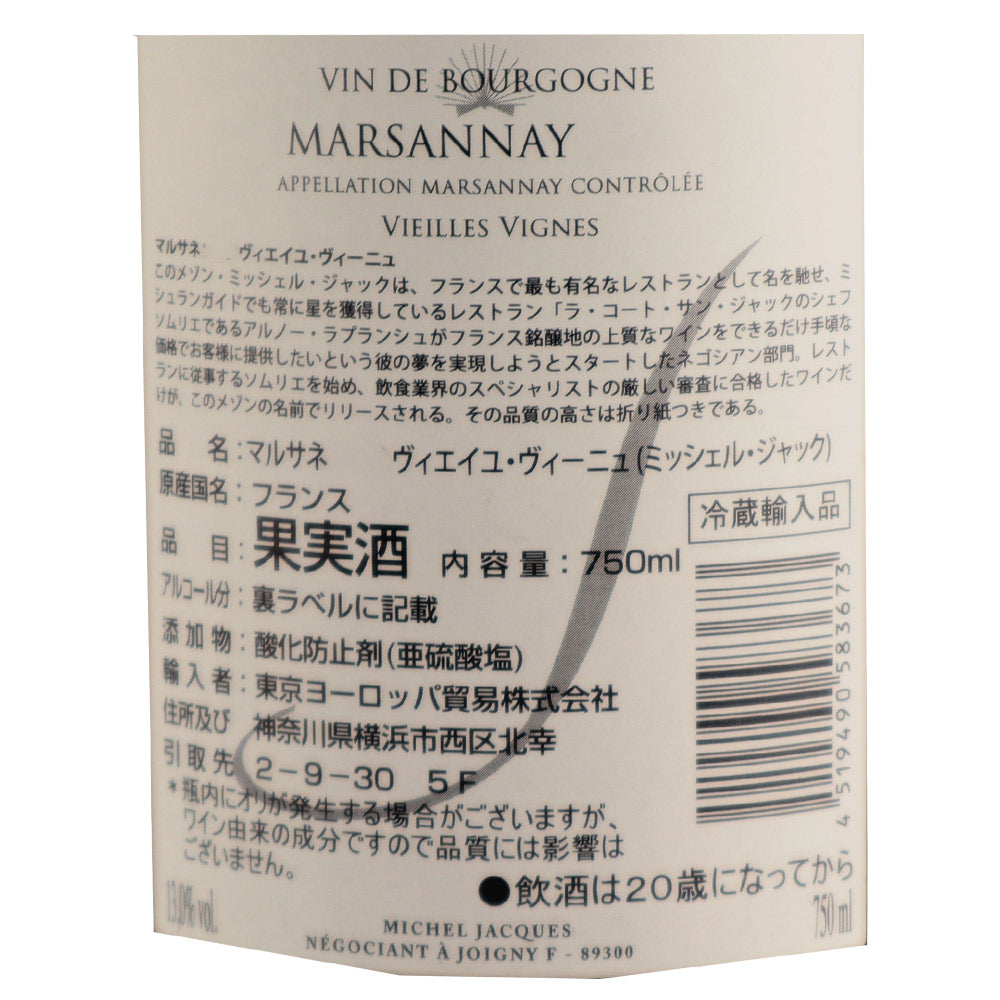 VIN DE BOURGOGNE
MARSANNAY
APPELLATION MARSANNAY CONTRÔLÉE
VIEILLES VIGNES
マルサネ ヴィエイユ・ヴィーニュ
このメゾン・ミッシェル・ジャックは、フランスで最も有名なレストランとして名を馳せ、ミ
シュランガイドでも常に星を獲得しているレストラン「ラ・コート・サン・ジャックのシェフ
ソムリエであるアルノー・ラプランシュがフランス銘醸地の上質なワインをできるだけ手頃な
価格でお客様に提供したいという彼の夢を実現しようとスタートしたネゴシアン部門。レスト
ランに従事するソムリエを始め、飲食業界のスペシャリストの厳しい審査に合格したワインだ
けが、このメゾンの名前でリリースされる。その品質の高さは折り紙つきである。
品 名：マルサネ ヴィエイユ・ヴィーニュ(ミッシェル・ジャック)
原産国名：フランス
冷蔵輸入品
品 目：果実酒 内容量：750ml
アルコール分：裏ラベルに記載
添加物：酸化防止剤(亜硫酸塩)
輸入者：東京ヨーロッパ貿易株式会社
住所及び 神奈川県横浜市西区北幸
引取先 2-9-30 5F
4 519490 583673
＊瓶内にオリが発生する場合がございますが、
ワイン由来の成分ですので品質には影響は
ございません。
●飲酒は20歳になってから
13,0% vol.
750 ml
MICHEL JACQUES
NÉGOCIANT À JOIGNY F - 89300